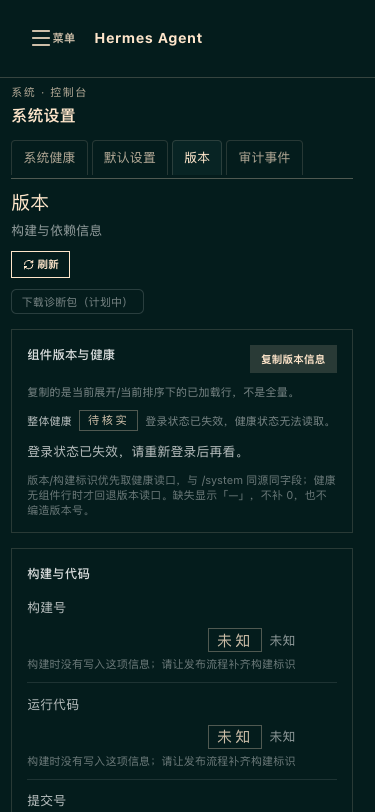 菜单 Hermes Agent
系统 · 控制台
系统设置
系统健康 默认设置 版本 审计事件
版本
构建与依赖信息
刷新
下载诊断包（计划中）
组件版本与健康 复制版本信息
复制的是当前展开/当前排序下的已加载行，不是全量。
整体健康 待核实 登录状态已失效，健康状态无法读取。
登录状态已失效，请重新登录后再看。
版本/构建标识优先取健康读口，与 /system 同源同字段；健康
无组件行时才回退版本读口。缺失显示「—」，不补 0，也不
编造版本号。
构建与代码
构建号
未知 未知
构建时没有写入这项信息；请让发布流程补齐构建标识
运行代码
未知 未知
构建时没有写入这项信息；请让发布流程补齐构建标识
提交号